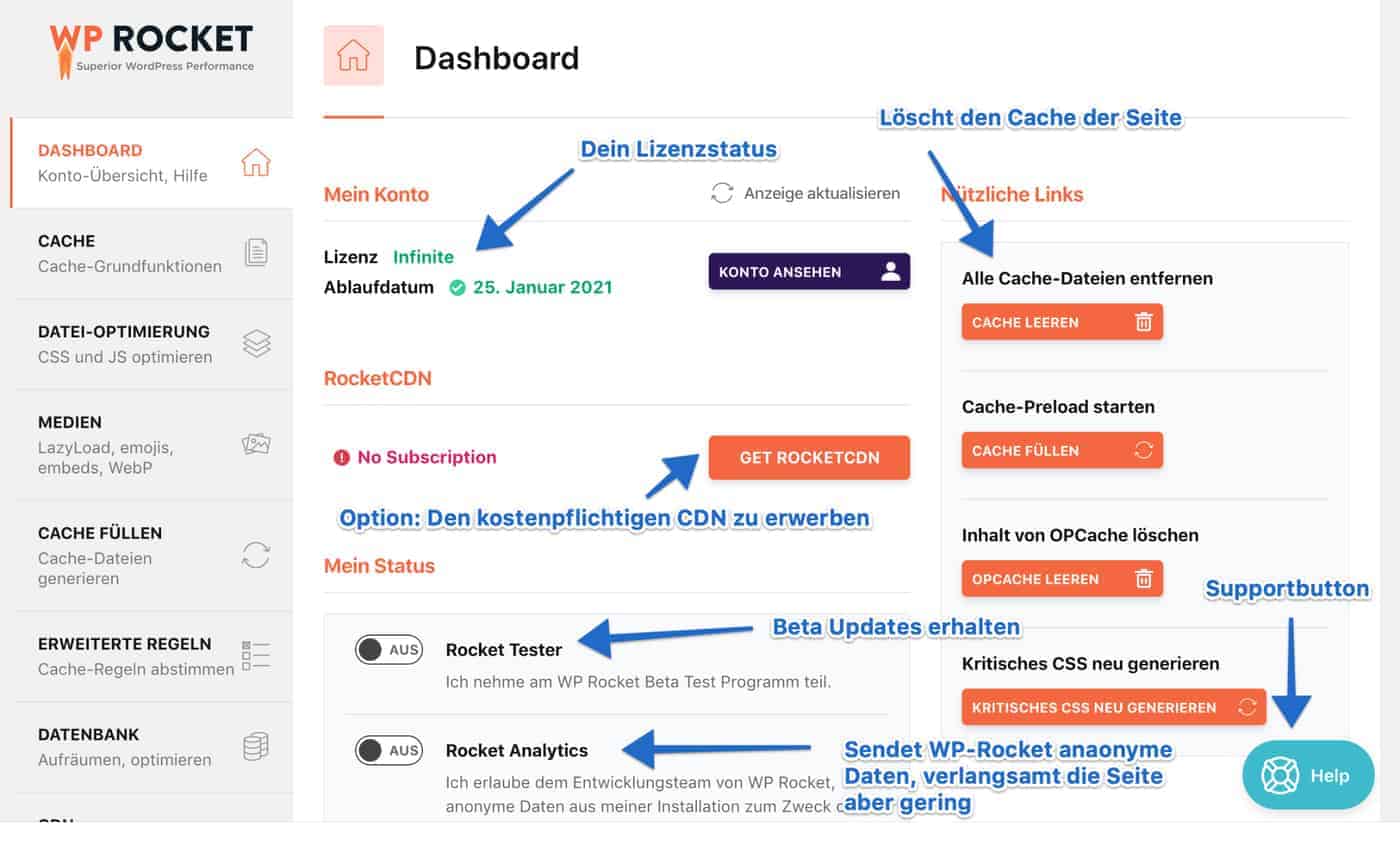 WP ROCKET
Superior WordPress Performance
DASHBOARD
Konto-Übersicht, Hilfe
CACHE
Cache-Grundfunktionen
DATEI-OPTIMIERUNG
CSS und JS optimieren
MEDIEN
LazyLoad, emojis,
embeds, WebP
CACHE FÜLLEN
Cache-Dateien
generieren
ERWEITERTE REGELN
Cache-Regeln abstimmen
DATENBANK
Aufräumen, optimieren
Dashboard
Löscht den Cache der Seite
Dein Lizenzstatus
Mein Konto
Anzeige aktualisieren
Lizenz Infinite
Ablaufdatum 25. Januar 2021
KONTO ANSEHEN
RocketCDN
No Subscription
GET ROCKETCDN
Option: Den kostenpflichtigen CDN zu erwerben
Mein Status
AUS
Rocket Tester
Beta Updates erhalten
Ich nehme am WP Rocket Beta Test Programm teil.
AUS
Rocket Analytics
Sendet WP-Rocket anaonyme
Daten, verlangsamt die Seite
aber gering
Ich erlaube dem Entwicklungsteam von WP Rocket,
anonyme Daten aus meiner Installation zum Zweck
Nützliche Links
Alle Cache-Dateien entfernen
CACHE LEEREN
Cache-Preload starten
CACHE FÜLLEN
Inhalt von OPCache löschen
OPCACHE LEEREN
Supportbutton
Kritisches CSS neu generieren
KRITISCHES CSS NEU GENERIEREN
Help